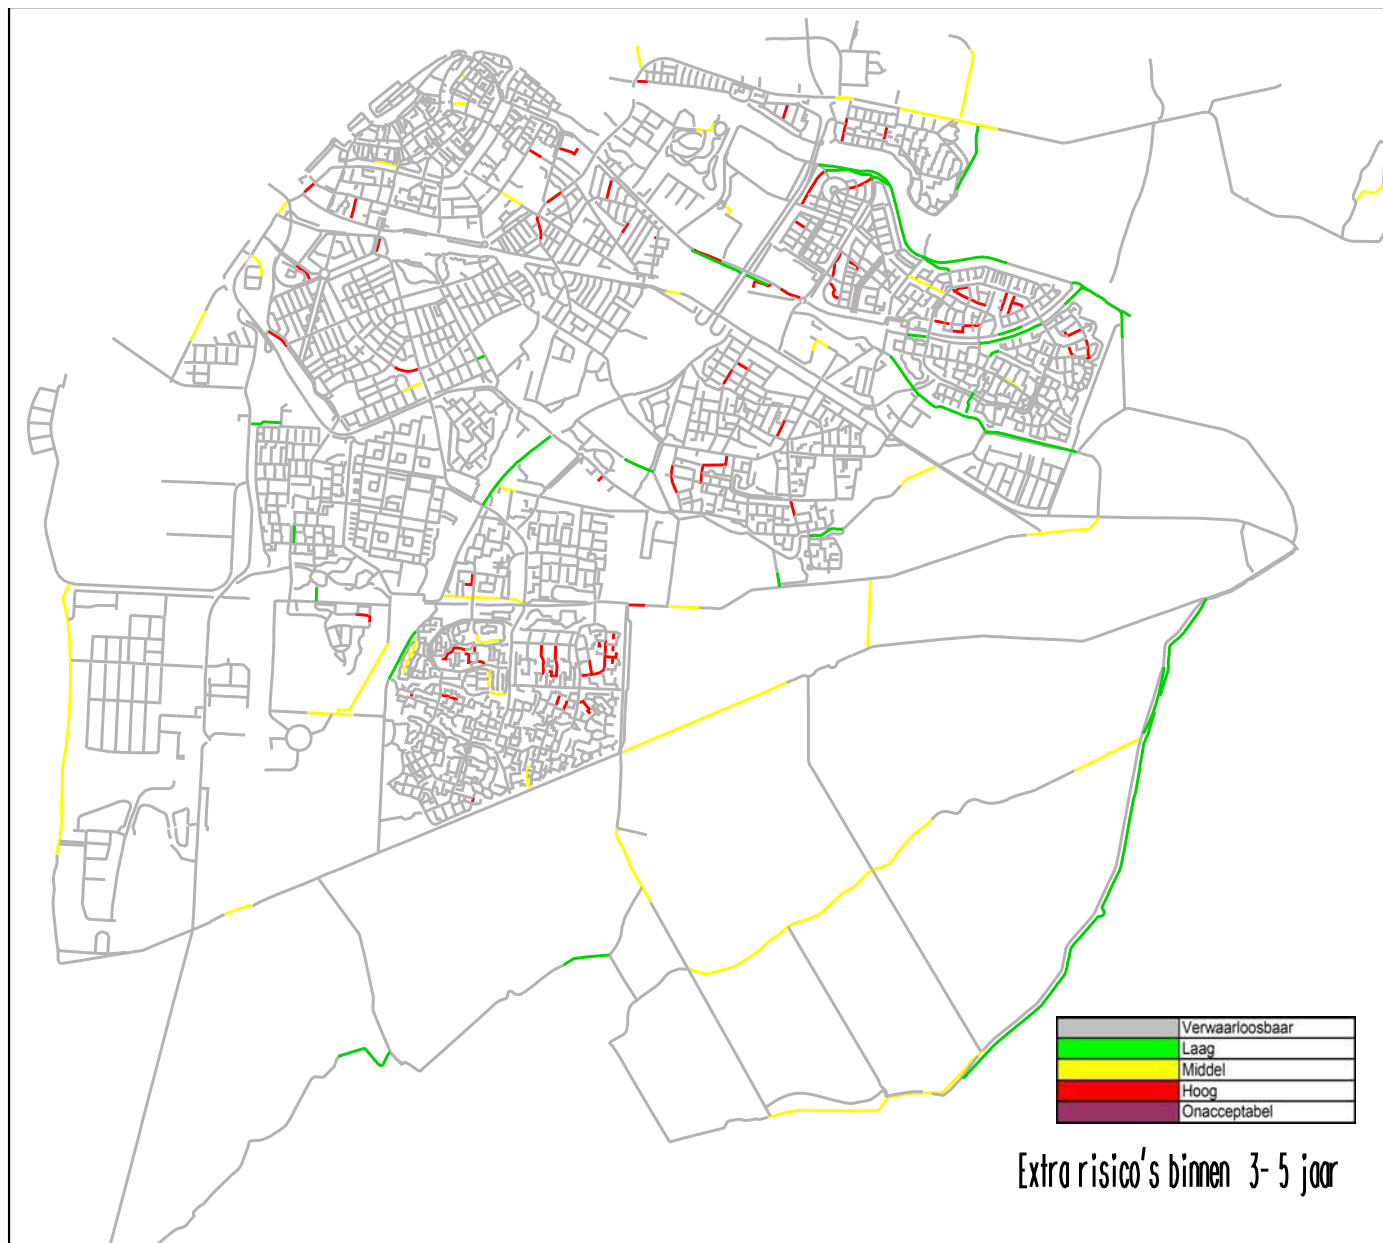 Verwaarloosbaar
Laag
Middel
Hoog
Onacceptabel
Extra risico's binnen 3-5 jaar